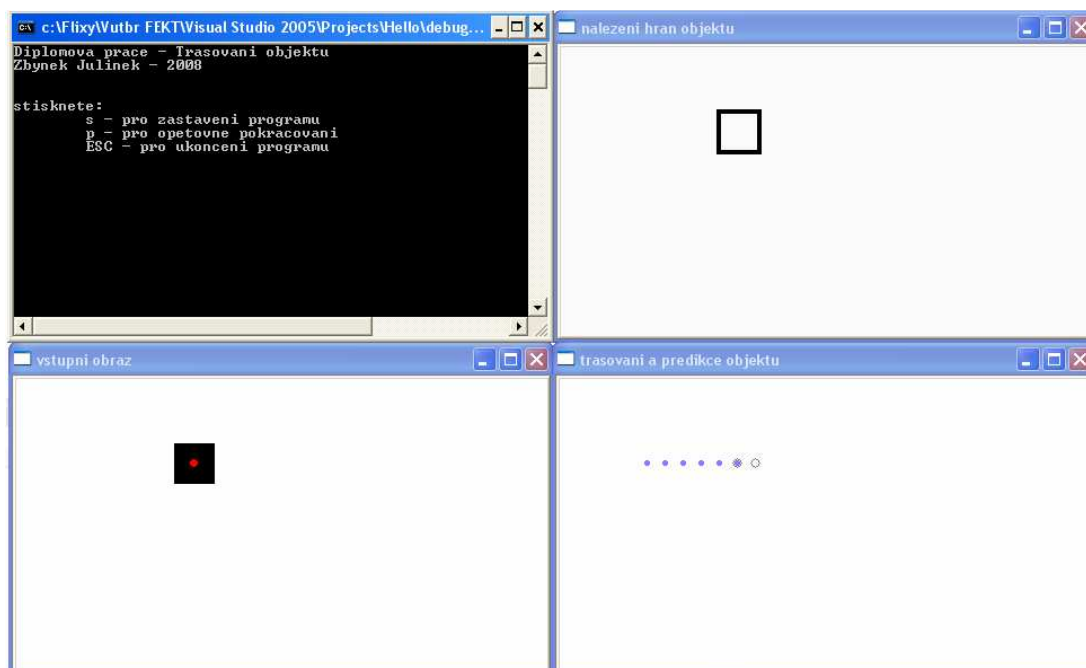 c:\Flixy\Vutbr FEKT\Visual Studio 2005\Projects\Hello\debug...
Diplomova prace - Trasovani objektu
Zbynek Julinek - 2008
stisknete:
s - pro zastaveni programu
p - pro opetovne pokracovani
ESC - pro ukonceni programu
nalezeni hran objektu
vstupni obraz
trasovani a predikce objektu